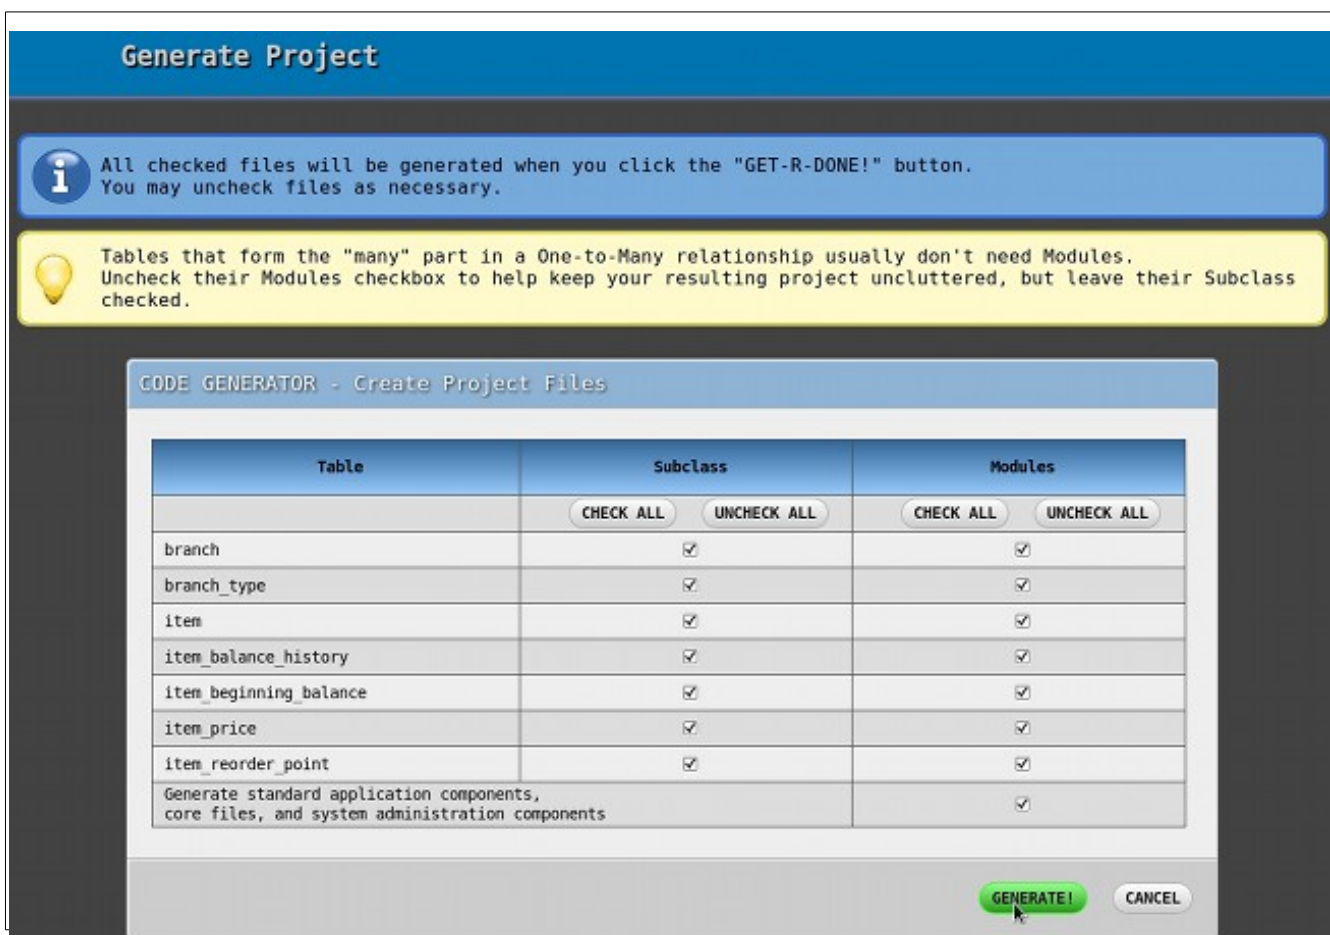 Generate Project
All checked files will be generated when you click the "GET-R-DONE!" button.
You may uncheck files as necessary.
Tables that form the "many" part in a One-to-Many relationship usually don't need Modules.
Uncheck their Modules checkbox to help keep your resulting project uncluttered, but leave their Subclass
checked.
CODE GENERATOR - Create Project Files
Table Subclass Modules
CHECK ALL UNCHECK ALL CHECK ALL UNCHECK ALL
branch
branch_type
item
item_balance_history
item_beginning_balance
item_price
item_reorder_point
Generate standard application components,
core files, and system administration components
GENERATE! CANCEL